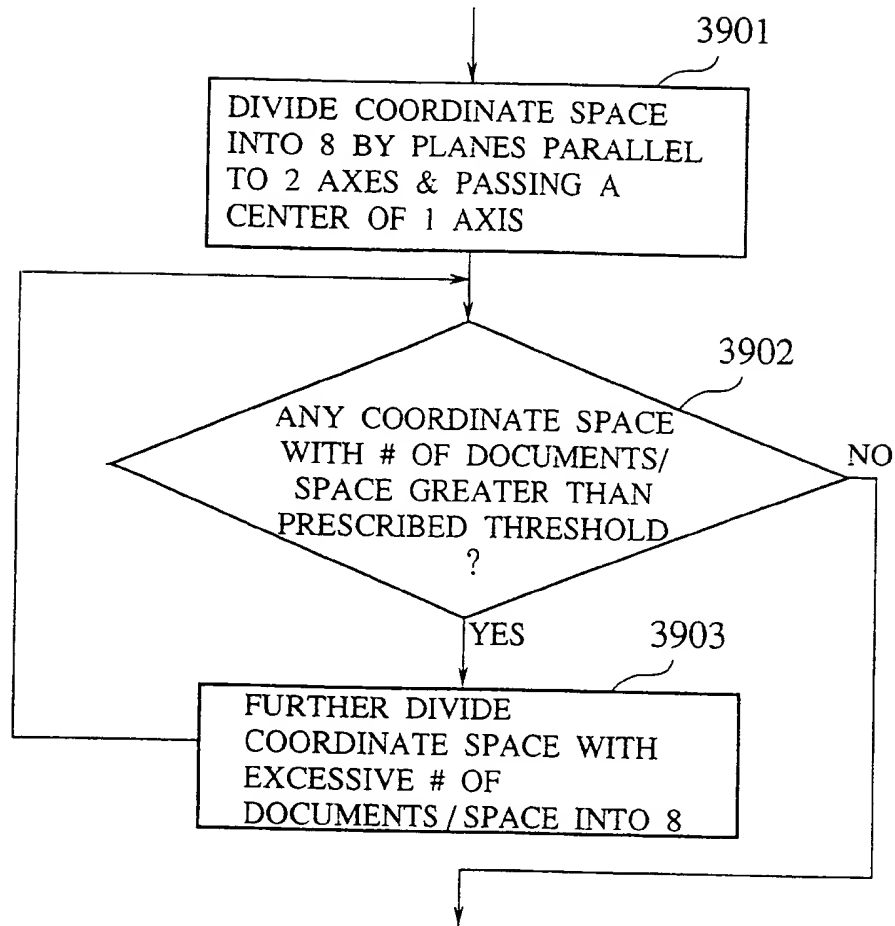 3901
DIVIDE COORDINATE SPACE
INTO 8 BY PLANES PARALLEL
TO 2 AXES & PASSING A
CENTER OF 1 AXIS
3902
ANY COORDINATE SPACE
WITH # OF DOCUMENTS/
SPACE GREATER THAN
PRESCRIBED THRESHOLD
?
NO
YES
3903
FURTHER DIVIDE
COORDINATE SPACE WITH
EXCESSIVE # OF
DOCUMENTS / SPACE INTO 8